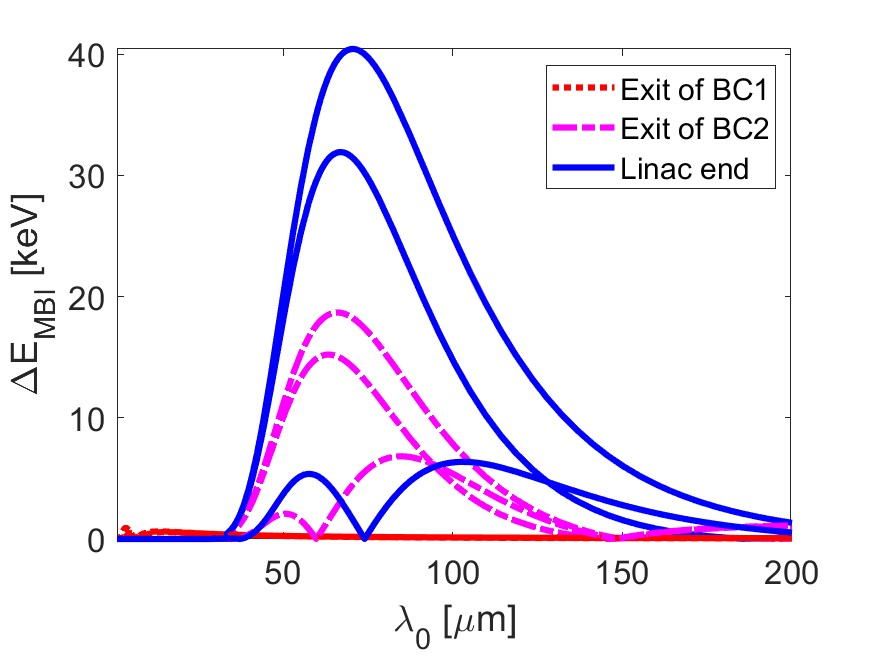 40
30
20
10
0
ΔE_MBI [keV]
Exit of BC1
Exit of BC2
Linac end
50
100
150
200
λ_0 [μm]